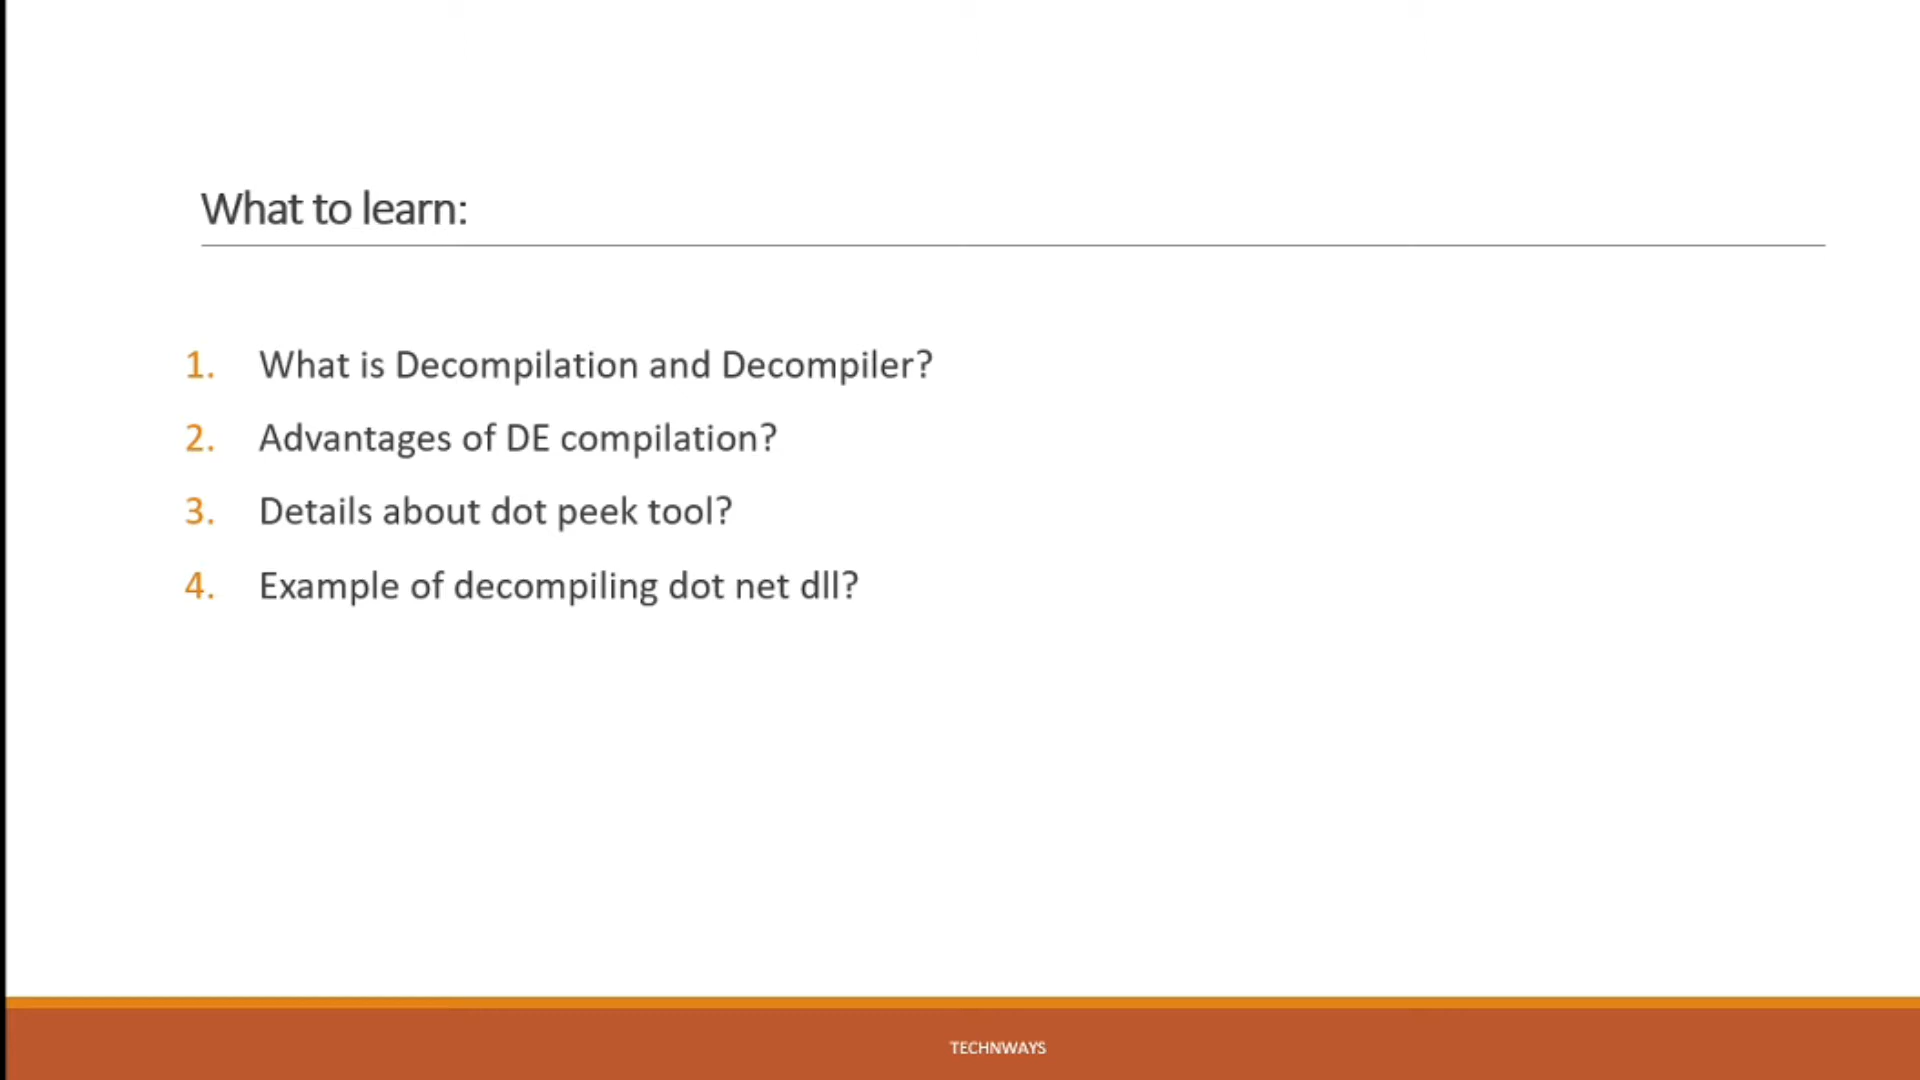 What to learn:
1. What is Decompilation and Decompiler?
2. Advantages of DE compilation?
3. Details about dot peek tool?
4. Example of decompiling dot net dll?
TECHNWAYS